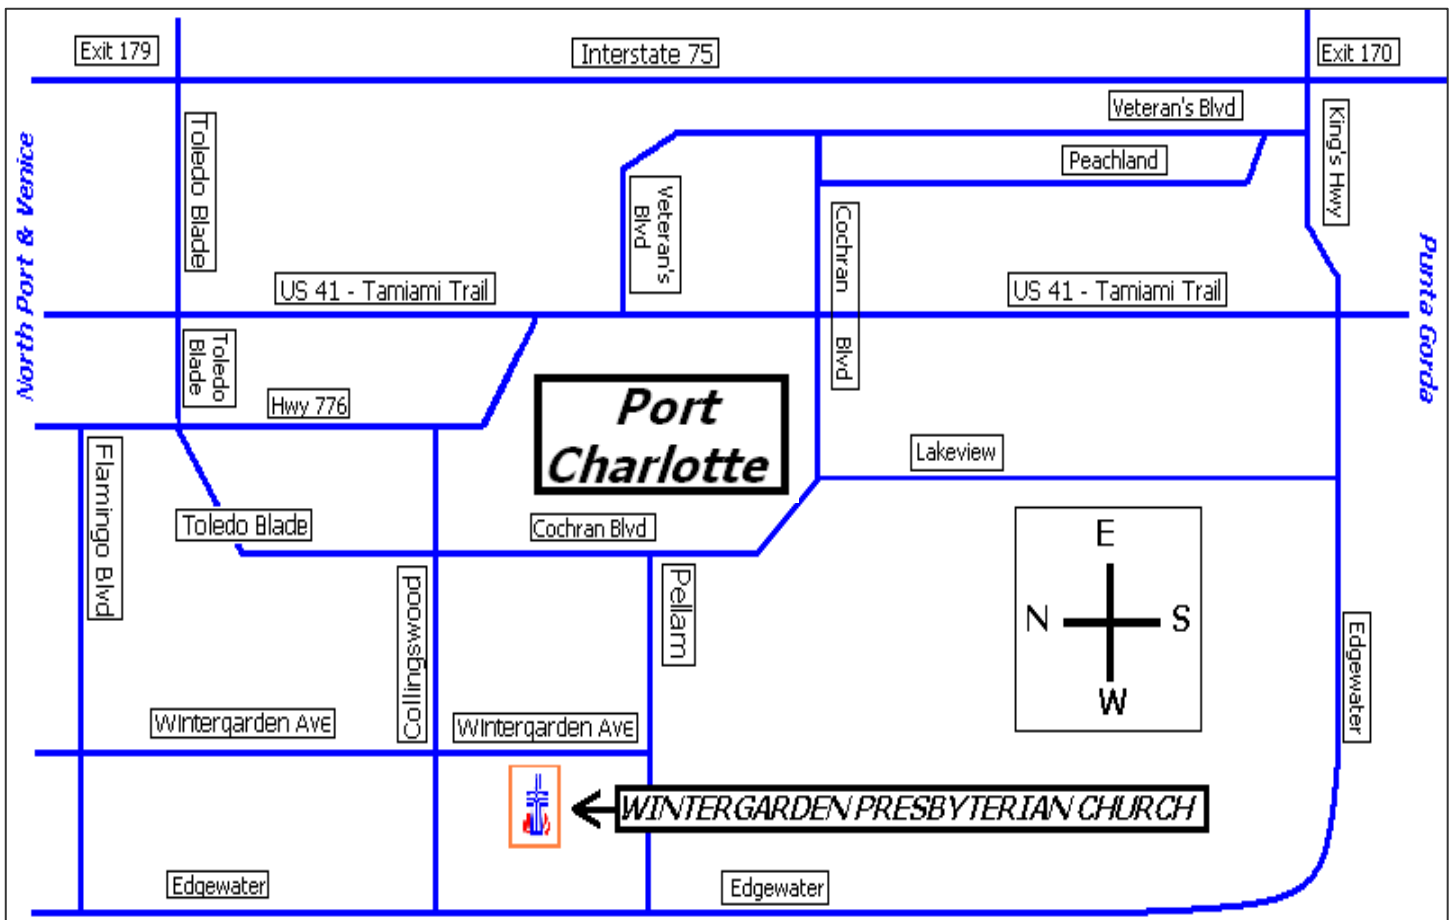 Exit 179
Interstate 75
Exit 170
Veteran's Blvd
Peachland
King's Hwy
Toledo Blade
North Port & Venice
Veteran's
Blvd
Cochran Blvd
Punta Gorda
US 41 - Tamiami Trail
US 41 - Tamiami Trail
Toledo
Blade
Hwy 776
Port
Charlotte
Lakeview
Flamingo Blvd
Toledo Blade
Cochran Blvd
E
N S
W
Collingswood
Pellam
Edgewater
Wintergarden Ave
Wintergarden Ave
WINTERGARDEN PRESBYTERIAN CHURCH
Edgewater
Edgewater